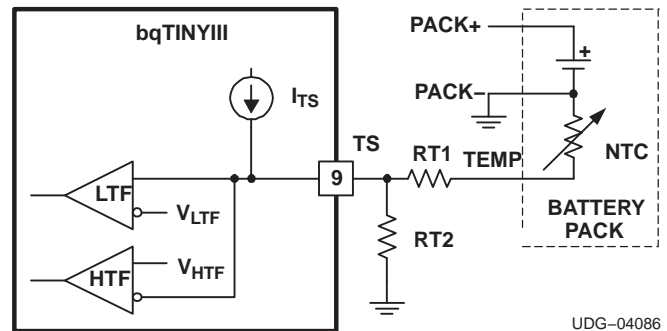 bqTINYIII
PACK+
+
I_TS
PACK−
TS
RT1
TEMP
NTC
9
LTF
V_LTF
BATTERY
PACK
RT2
HTF
V_HTF
UDG−04086